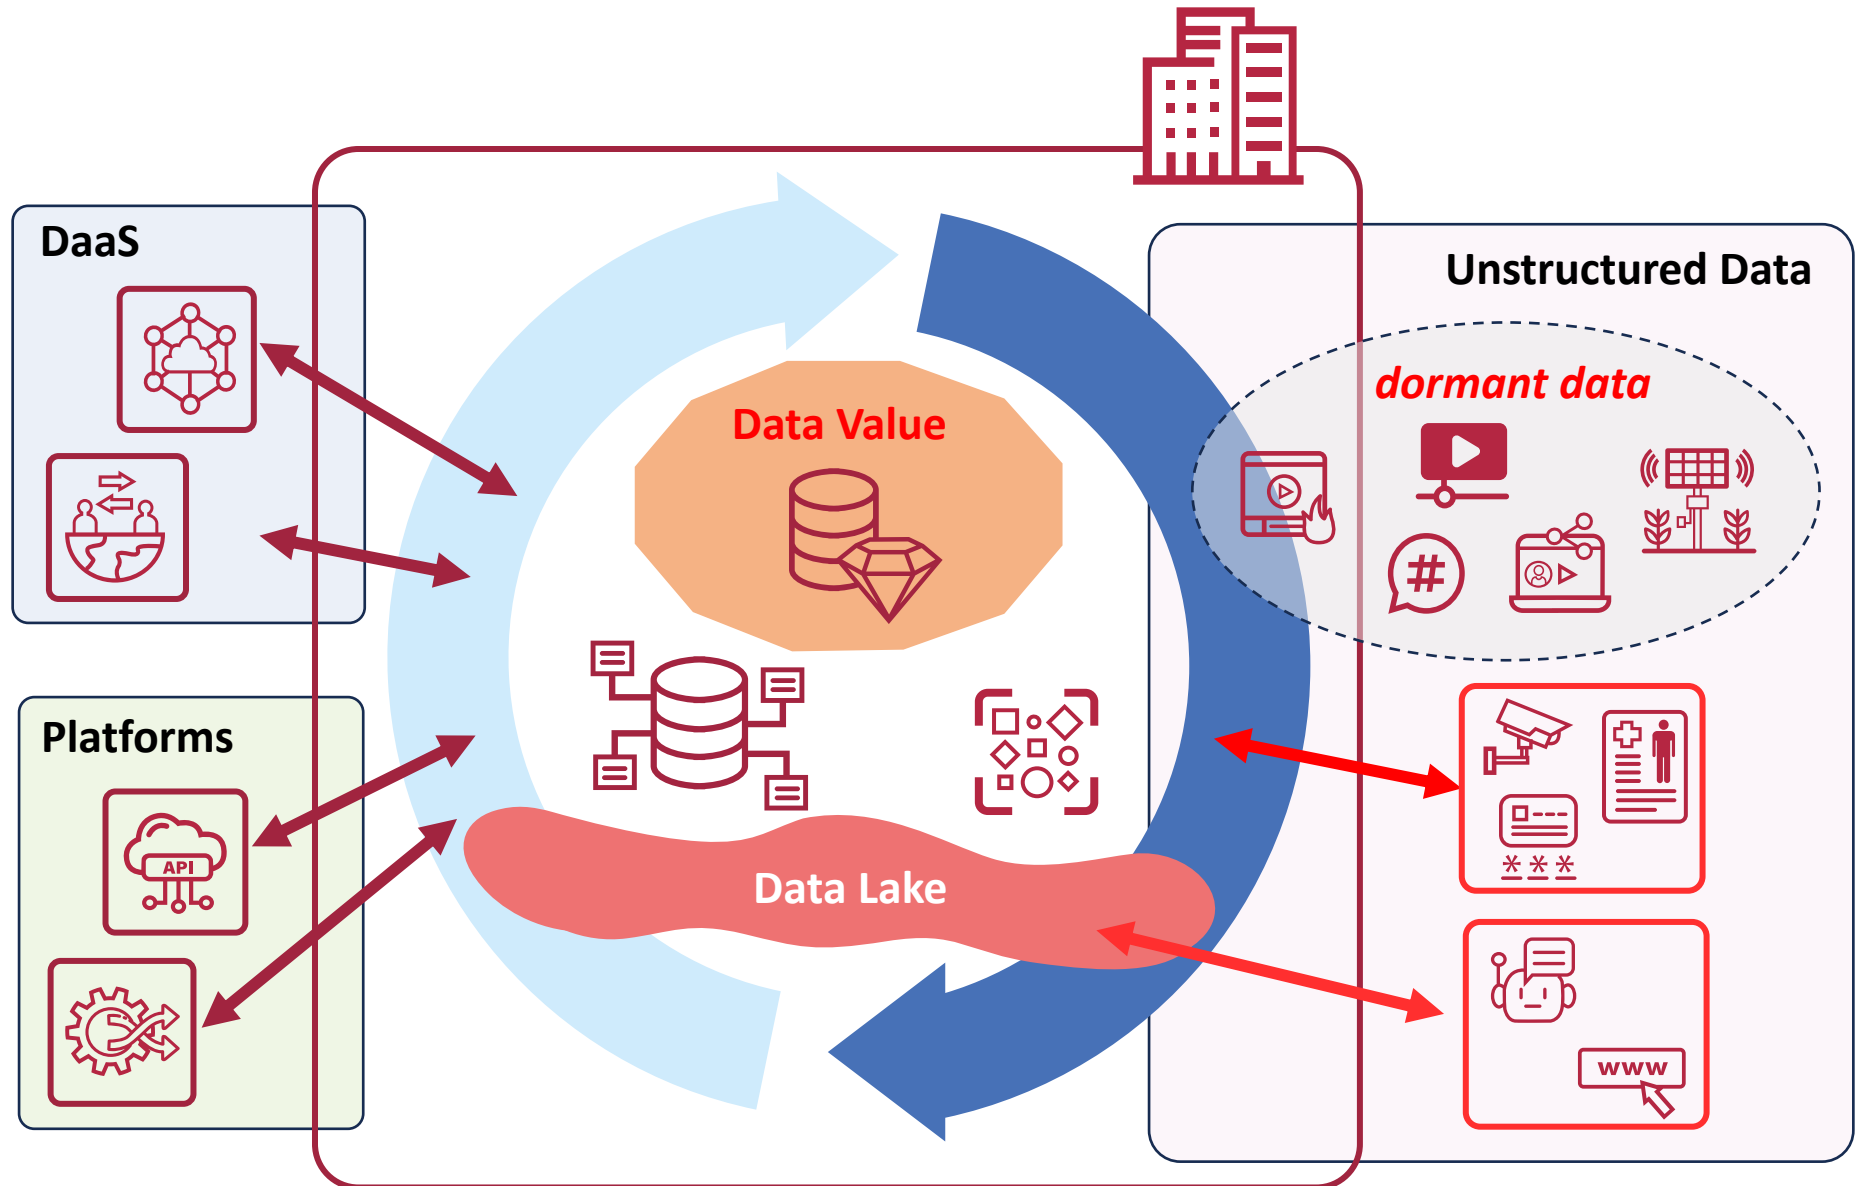 DaaS
Unstructured Data
dormant data
Data Value
#
Platforms
API
Data Lake
***
www